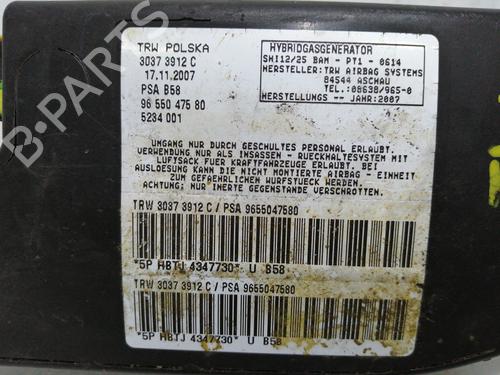 TRW POLSKA
3037 3912 C
17.11.2007
PSA B58
96 550 475 80
5234 001
HYBRIDGASGENERATOR
SHI12/25 BAM - PT1 - 0614
HERSTELLER:TRW AIRBAG SYSTEMS
84544 ASCHAU
TEL.:08638/965-0
HERSTELLUNGS -- JAHR:2007
UMGANG NUR DURCH GESCHULTES PERSONAL ERLAUBT.
VERWENDUNG NUR ALS INSASSEN - RUECKHALTESYSTEM MIT
LUFTSACK FUER KRAFTFAHRZEUGE ERLAUBT. BEI
AUSLOESUNG KANN DIE NICHT MONTIERTE AIRBAG - EINHEIT
ZUM GEFAEHRLICHEN WURFSTUECK WERDEN.
ACHTUNG: NUR INERTE GEGENSTANDE VERSCHROTTEN.
TRW 3037 3912 C / PSA 9655047580
*5P HBTJ 4347730* U B58
TRW 3037 3912 C / PSA 9655047580
*5P HBTJ 4347730* U B58